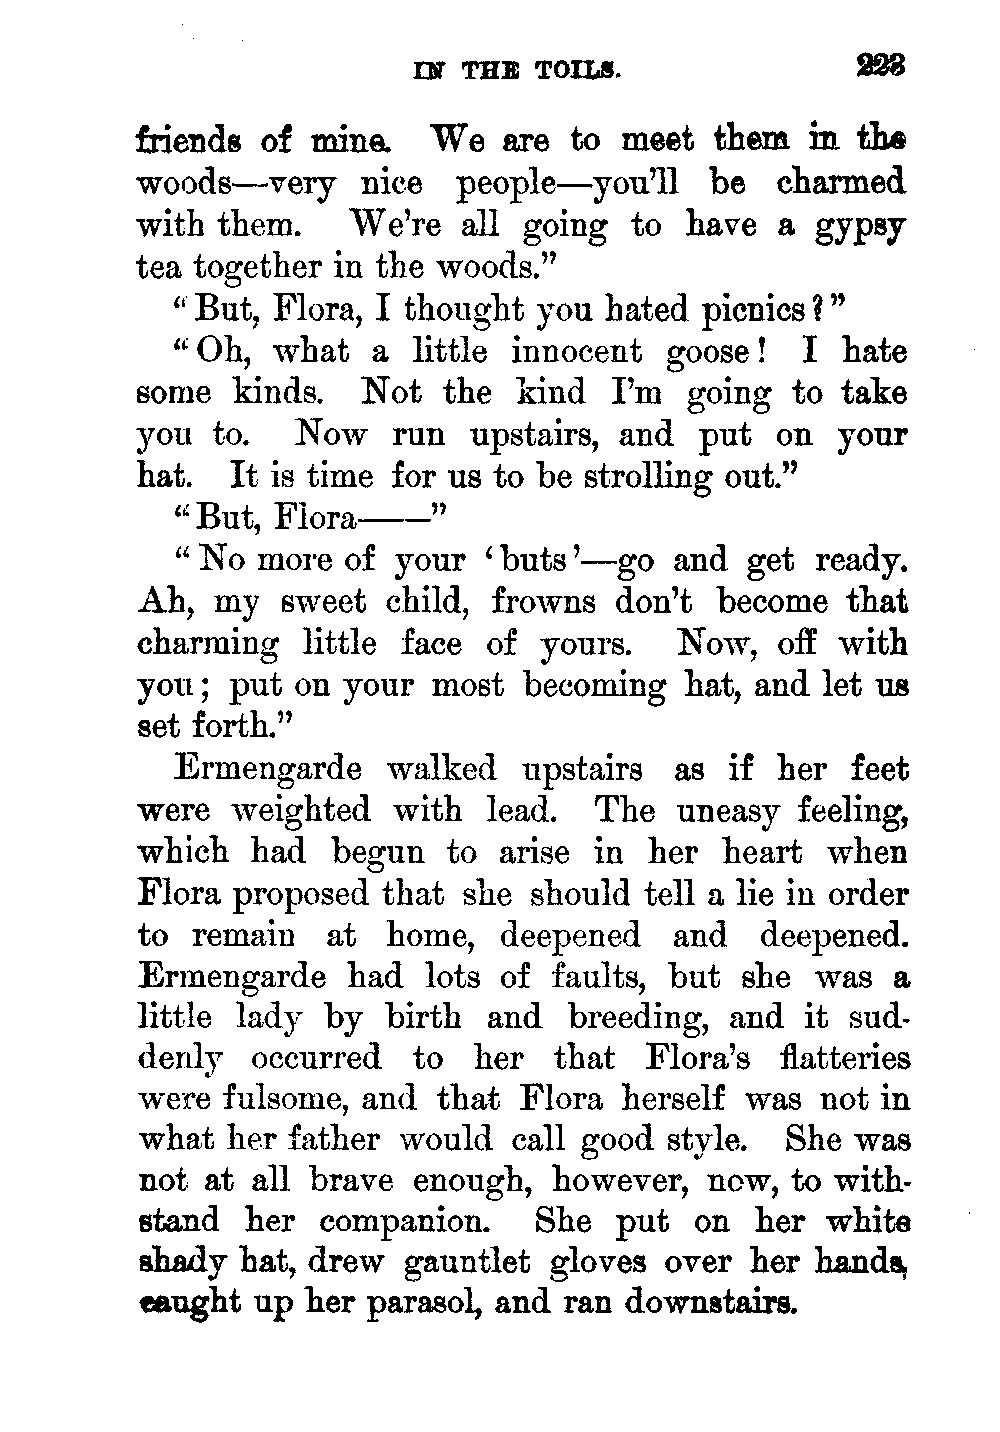 IN THE TOILS. 223
friends of mine. We are to meet them in the
woods—very nice people—you'll be charmed
with them. We're all going to have a gypsy
tea together in the woods."
"But, Flora, I thought you hated picnics?"
"Oh, what a little innocent goose! I hate
some kinds. Not the kind I'm going to take
you to. Now run upstairs, and put on your
hat. It is time for us to be strolling out."
"But, Flora——"
"No more of your 'buts'—go and get ready.
Ah, my sweet child, frowns don't become that
charming little face of yours. Now, off with
you; put on your most becoming hat, and let us
set forth."
Ermengarde walked upstairs as if her feet
were weighted with lead. The uneasy feeling,
which had begun to arise in her heart when
Flora proposed that she should tell a lie in order
to remain at home, deepened and deepened.
Ermengarde had lots of faults, but she was a
little lady by birth and breeding, and it sud-
denly occurred to her that Flora's flatteries
were fulsome, and that Flora herself was not in
what her father would call good style. She was
not at all brave enough, however, now, to with-
stand her companion. She put on her white
shady hat, drew gauntlet gloves over her hands,
caught up her parasol, and ran downstairs.